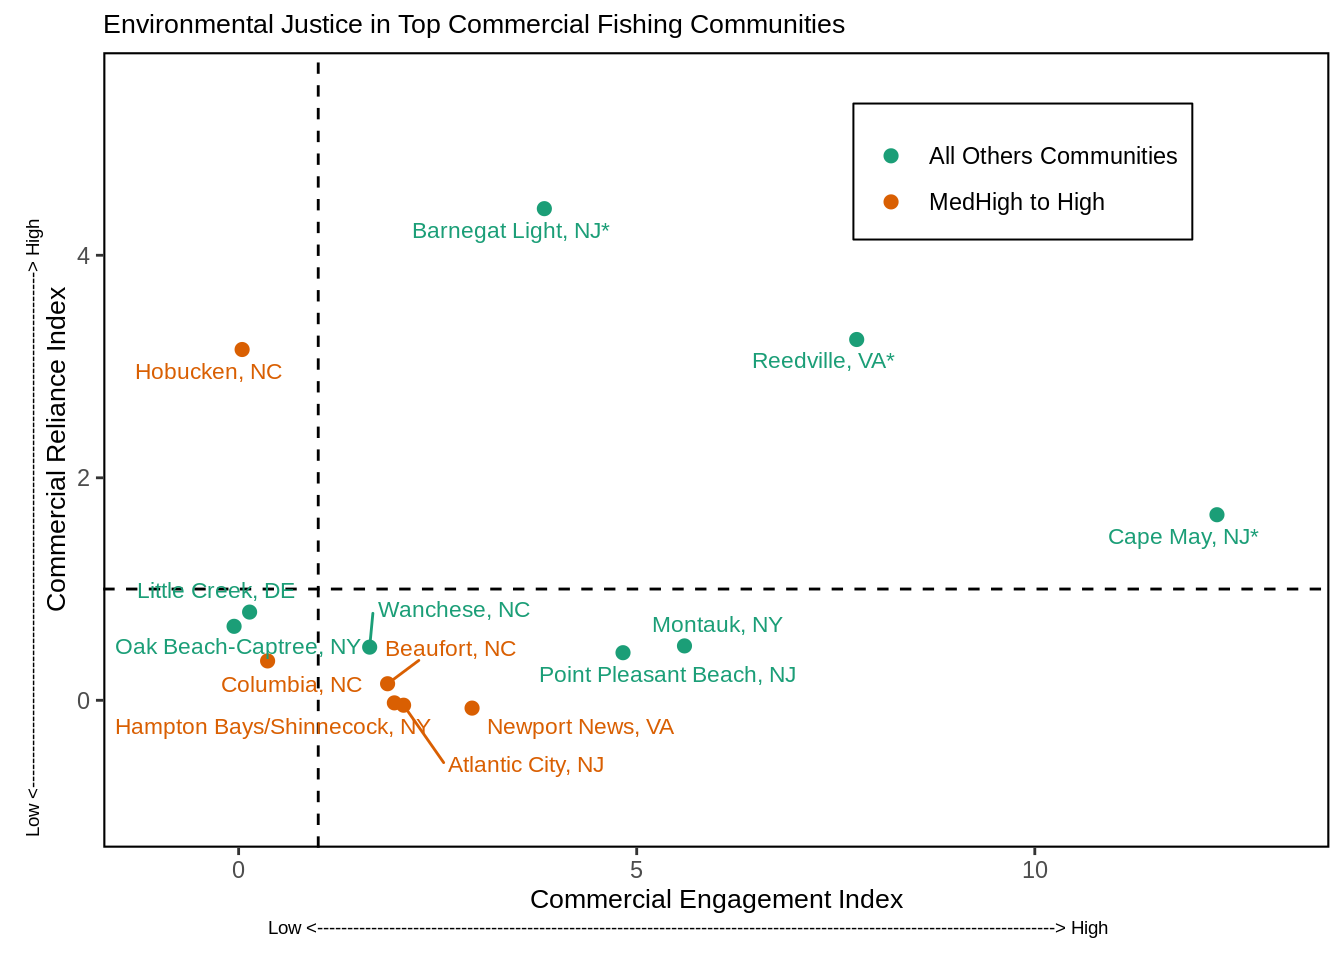 Environmental Justice in Top Commercial Fishing Communities
All Others Communities
MedHigh to High
Barnegat Light, NJ*
Hobucken, NC
Reedville, VA*
Cape May, NJ*
Little Creek, DE
Wanchese, NC
Montauk, NY
Oak Beach-Captree, NY
Beaufort, NC
Point Pleasant Beach, NJ
Columbia, NC
Hampton Bays/Shinnecock, NY
Newport News, VA
Atlantic City, NJ
4
2
0
0
5
10
Commercial Reliance Index
Low <----------------------------------------------------------------------------------------------------> High
Commercial Engagement Index
Low <----------------------------------------------------------------------------------------------------------------------------> High